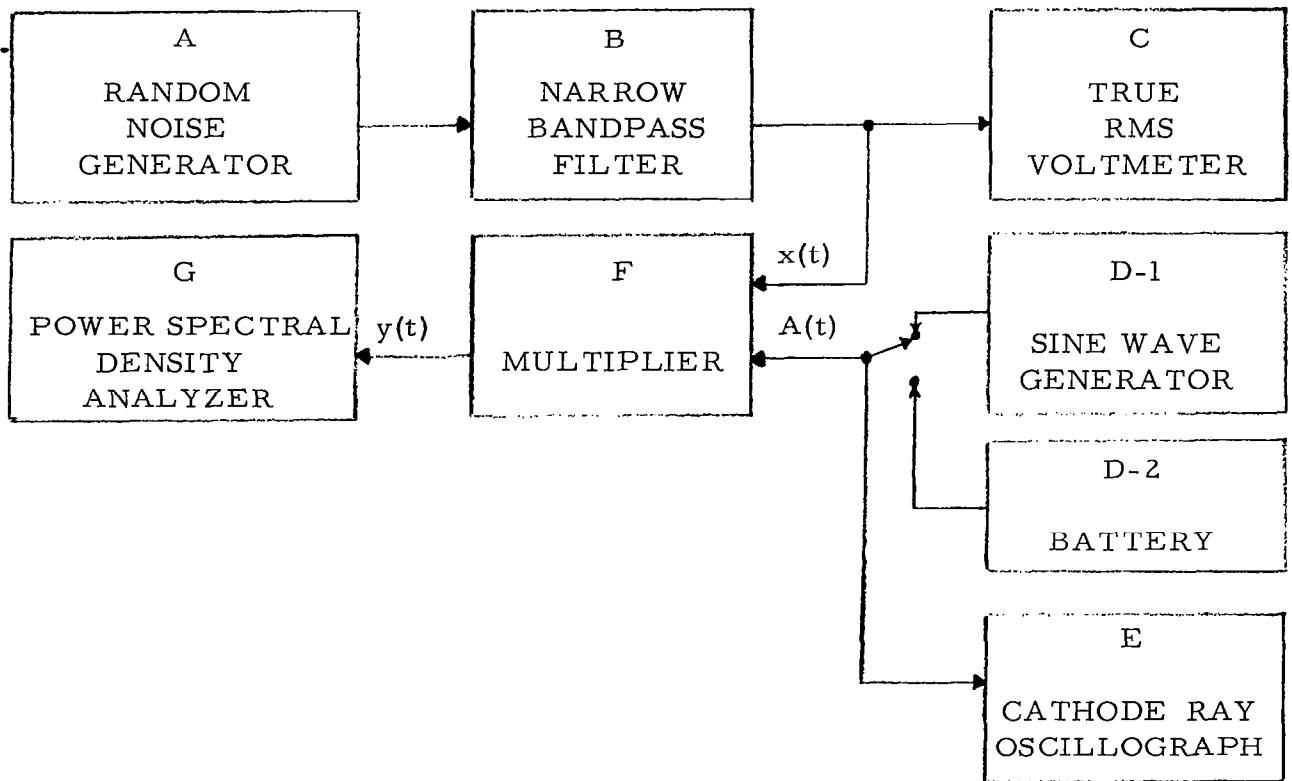 A
RANDOM
NOISE
GENERATOR
B
NARROW
BANDPASS
FILTER
C
TRUE
RMS
VOLTMETER
G
POWER SPECTRAL
DENSITY
ANALYZER
y(t)
F
MULTIPLIER
x(t)
A(t)
D-1
SINE WAVE
GENERATOR
D-2
BATTERY
E
CATHODE RAY
OSCILLOGRAPH